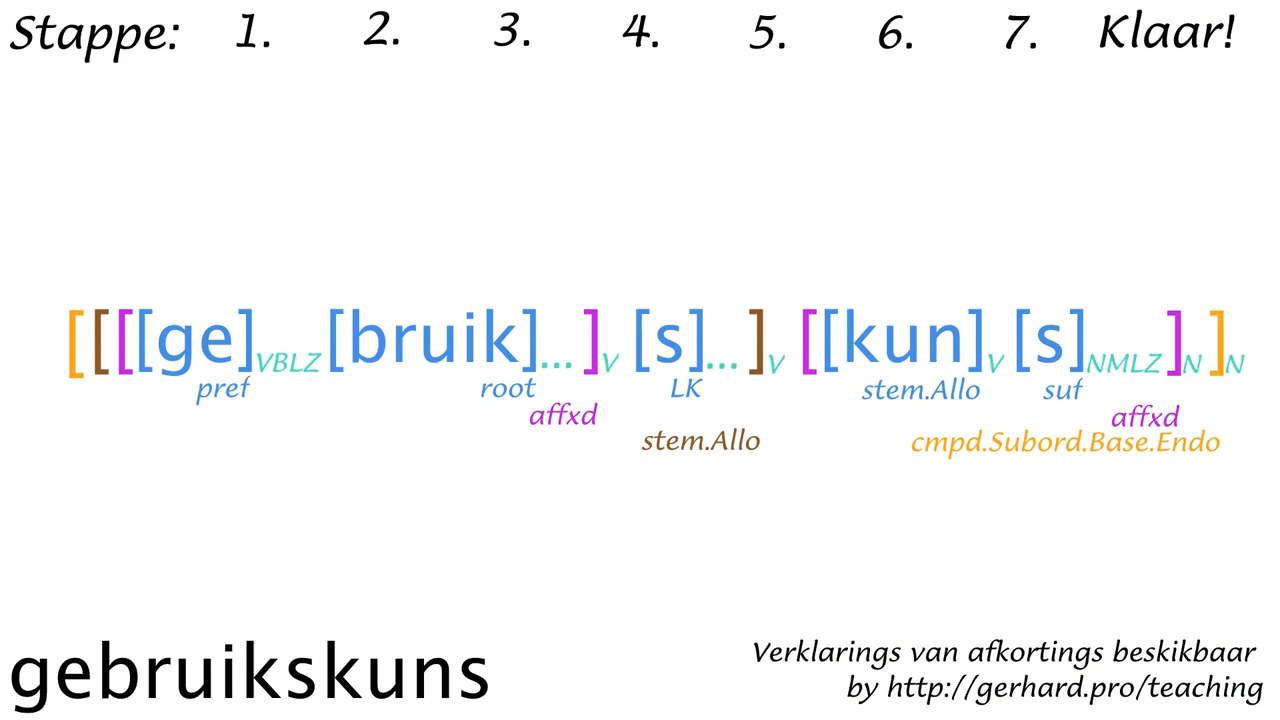 Stappe: 1. 2. 3. 4. 5. 6. 7. Klaar!
[[[[ge]VBLZ [bruik]...]V [s]...]V [[kun]V [s]NMLZ]N]N
pref root LK stem.Allo suf
affxd affxd
stem.Allo cmpd.Subord.Base.Endo
gebruikskuns
Verklarings van afkortings beskikbaar
by http://gerhard.pro/teaching